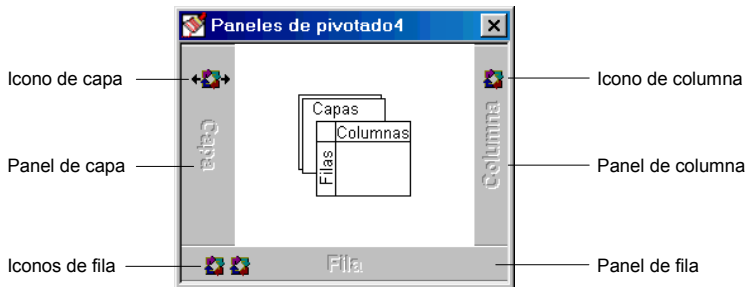 Paneles de pivotado4
Icono de capa
Icono de columna
Capa
Capas
Columnas
Filas
Columna
Panel de capa
Panel de columna
Iconos de fila
Fila
Panel de fila